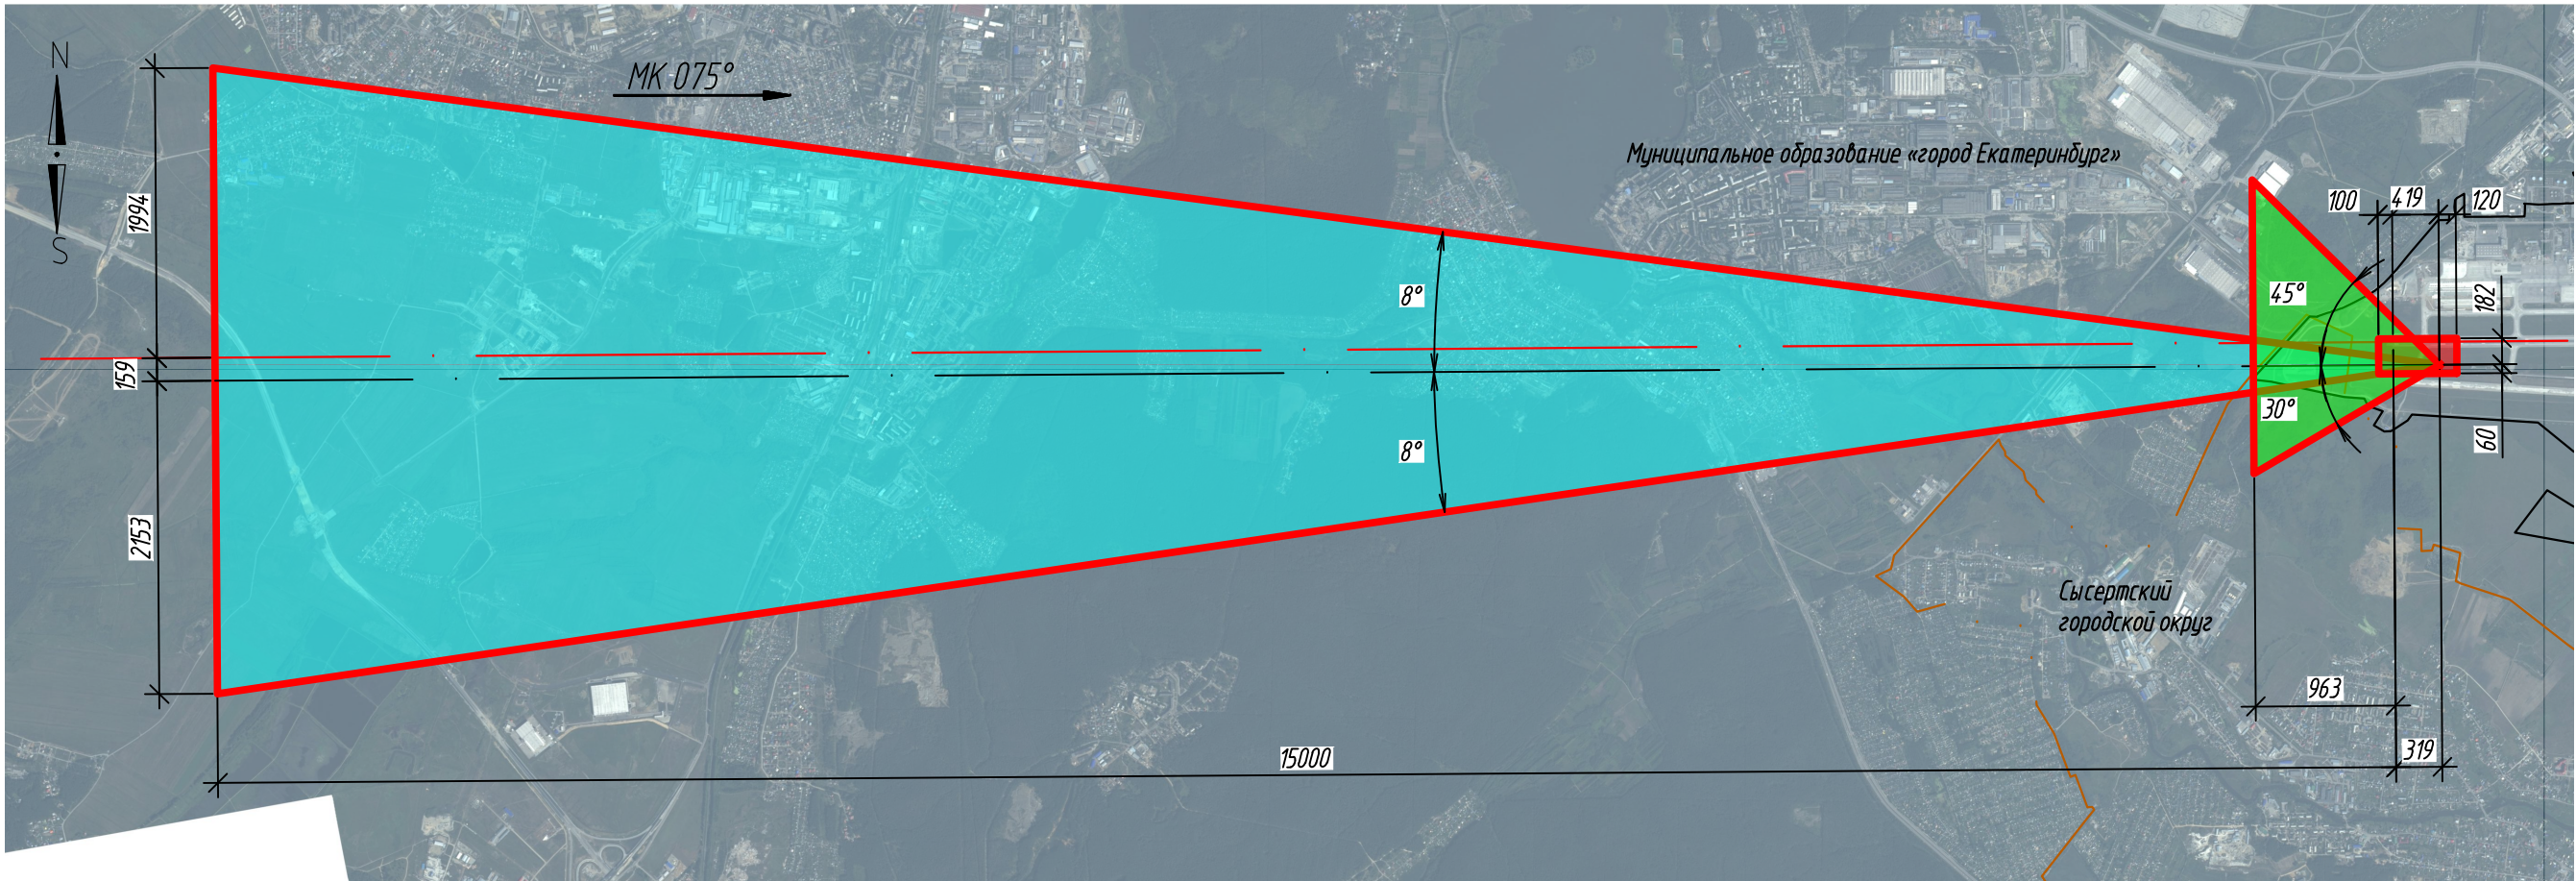 N
S
МК 075°
Муниципальное образование «город Екатеринбург»
100
419
120
1994
8°
45°
182
159
30°
8°
60
2153
Сысертский
городской округ
963
319
15000